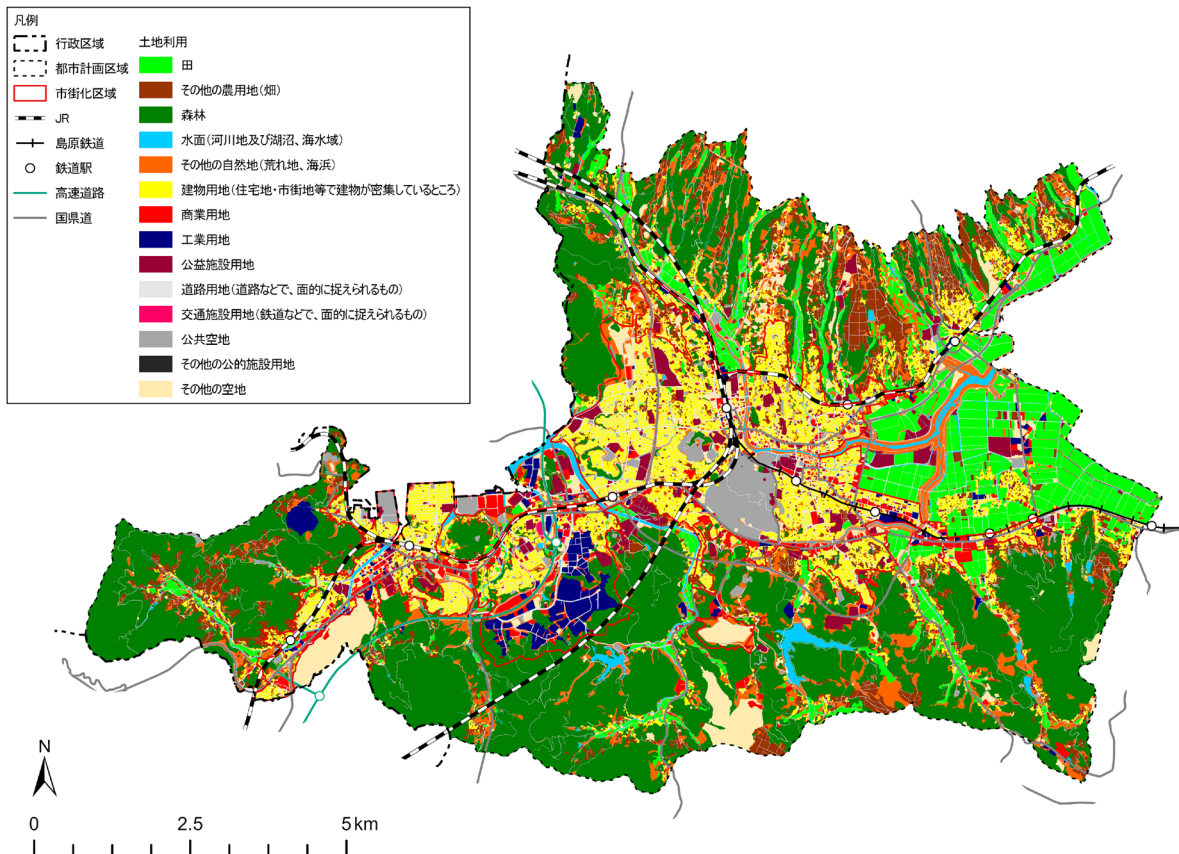 凡例
行政区域
都市計画区域
市街化区域
JR
島原鉄道
鉄道駅
高速道路
国県道
土地利用
田
その他の農用地(畑)
森林
水面(河川地及び湖沼、海水域)
その他の自然地(荒れ地、海浜)
建物用地(住宅地・市街地等で建物が密集しているところ)
商業用地
工業用地
公益施設用地
道路用地(道路などで、面的に捉えられるもの)
交通施設用地(鉄道などで、面的に捉えられるもの)
公共空地
その他の公的施設用地
その他の空地
N
0 2.5 5km